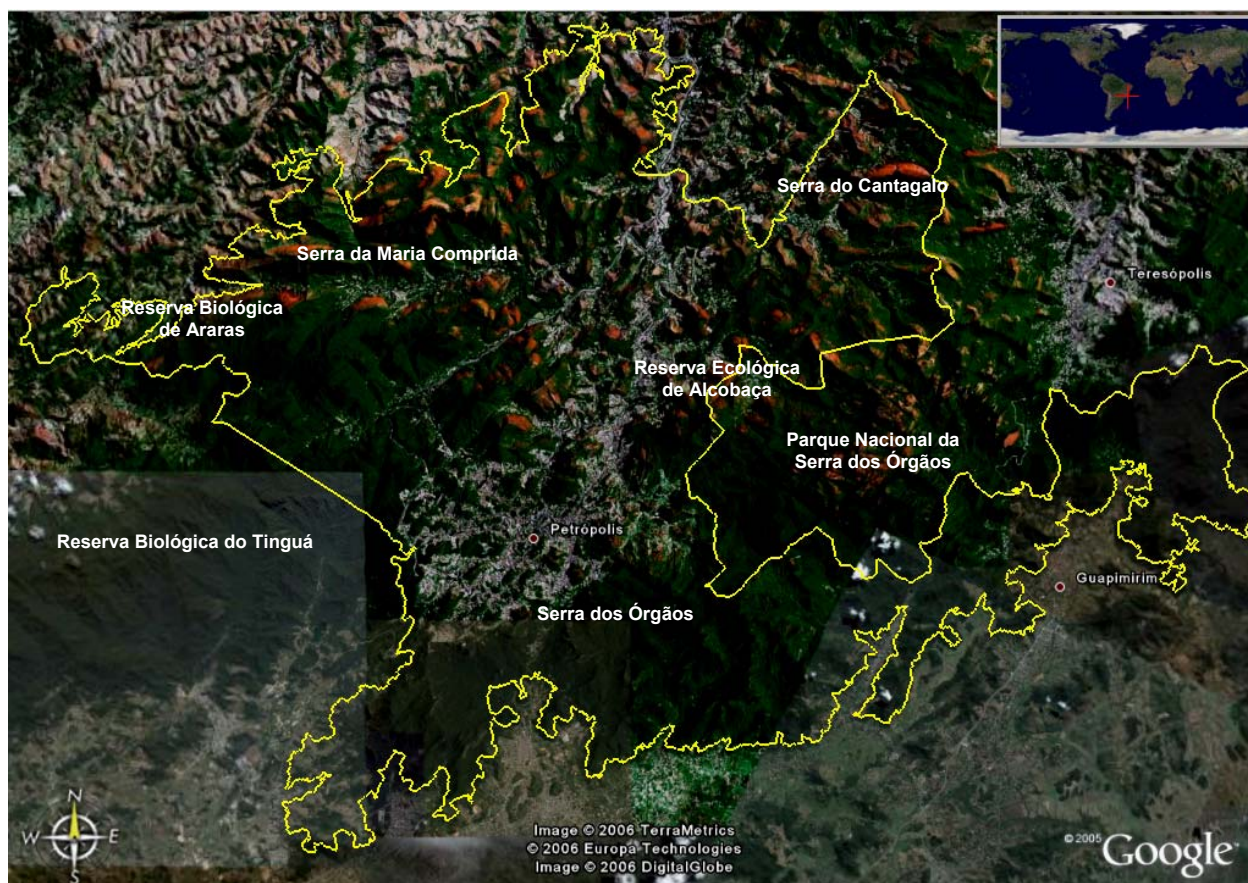 Serra do Cantagalo
Serra da Maria Comprida
Teresópolis
Reserva Biológica
de Araras
Reserva Ecológica
de Alcobaça
Parque Nacional da
Serra dos Órgãos
Petrópolis
Reserva Biológica do Tinguá
Guapimirim
Serra dos Órgãos
N
W
E
S
Image © 2006 TerraMetrics
© 2006 Europa Technologies
Image © 2006 DigitalGlobe
© 2005 Google™